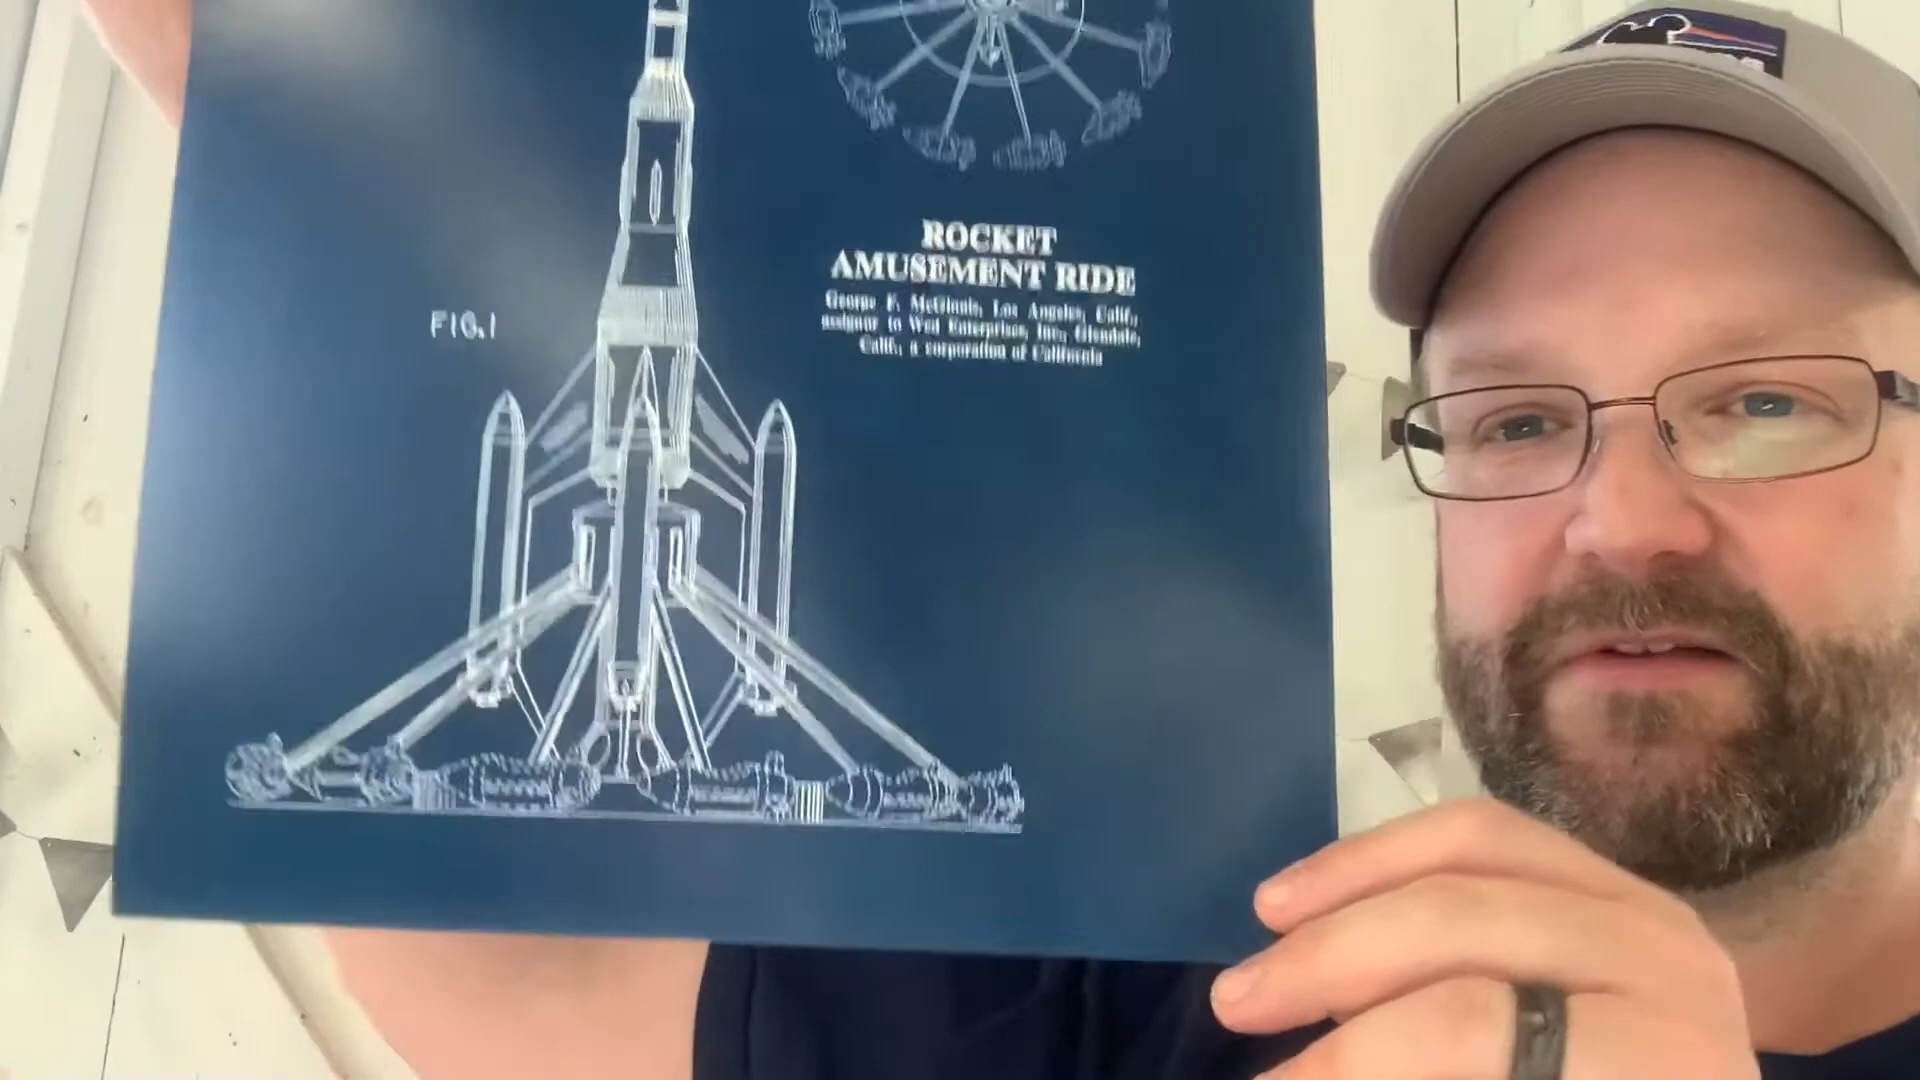 ROCKET
AMUSEMENT RIDE
George F. McGinnis, Los Angeles, Calif.,
assignor to Wed Enterprises, Inc., Glendale,
Calif., a corporation of California
FIG.1